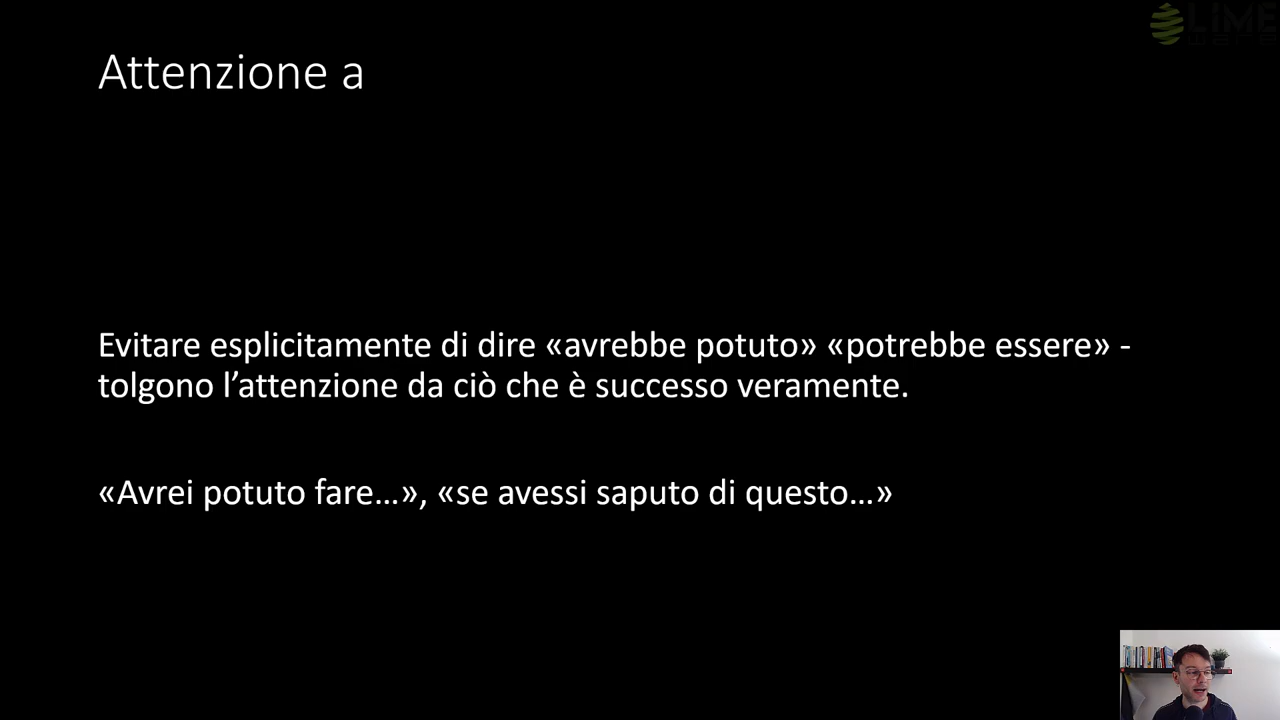 LIME
Attenzione a
Evitare esplicitamente di dire «avrebbe potuto» «potrebbe essere» -
tolgono l’attenzione da ciò che è successo veramente.
«Avrei potuto fare…», «se avessi saputo di questo…»